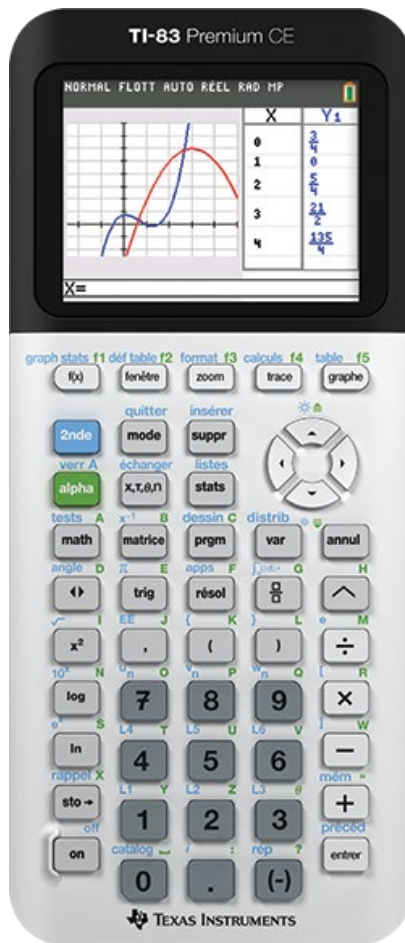 TI-83 Premium CE
NORMAL FLOTT AUTO RÉEL RAD MP
X Y1
0 3/4
1 0
2 5/4
3 21/2
4 135/4
X=
graph stats f1 déf table f2 format f3 calculs f4 table f5
f(x) fenêtre zoom trace graphe
quitter insérer
2nde mode suppr
verr A échanger listes
alpha x,τ,θ,n stats
tests A x⁻¹ B dessin C distrib
math matrice prgm var annul
angle D π E apps F G H
trig résol
√ I EE J { K } L e M
x² , ( ) ÷
10ˣ N uₙ O vₙ P wₙ Q [ R
log 7 8 9 ×
eˣ S L4 T L5 U L6 V ] W
ln 4 5 6 −
rappel X L1 Y L2 Z L3 θ mém "
sto→ 1 2 3 +
off catalog i : rép ? précéd
on 0 . (-) entrer
TEXAS INSTRUMENTS